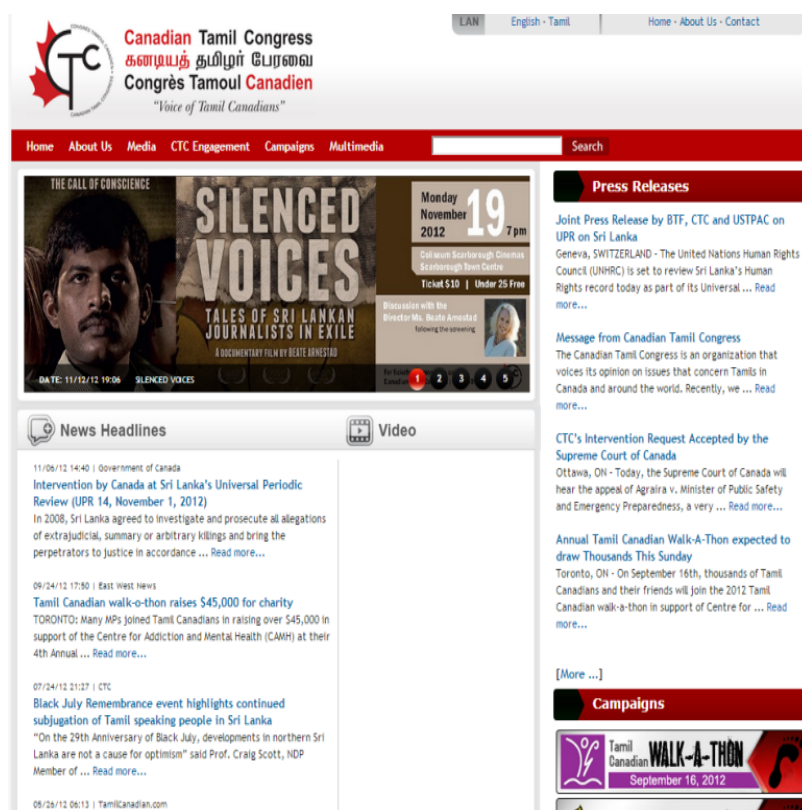 LAN English - Tamil Home - About Us - Contact
CTC
Canadian Tamil Congress
கனடியத் தமிழர் பேரவை
Congrès Tamoul Canadien
"Voice of Tamil Canadians"
Home About Us Media CTC Engagement Campaigns Multimedia Search
THE CALL OF CONSCIENCE
SILENCED
VOICES
TALES OF SRI LANKAN
JOURNALISTS IN EXILE
A DOCUMENTARY FILM BY BEATE ARNESTAD
Monday
November
2012
19
7 pm
Coliseum Scarborough Cinemas
Scarborough Town Centre
Ticket $10 | Under 25 Free
Discussion with the
Director Ms. Beate Arnestad
following the screening
DATE: 11/12/12 19:06 SILENCED VOICES
1 2 3 4 5
News Headlines
11/06/12 14:40 | Government of Canada
Intervention by Canada at Sri Lanka's Universal Periodic
Review (UPR 14, November 1, 2012)
In 2008, Sri Lanka agreed to investigate and prosecute all allegations
of extrajudicial, summary or arbitrary killings and bring the
perpetrators to justice in accordance ... Read more...
09/24/12 17:50 | East West News
Tamil Canadian walk-o-thon raises $45,000 for charity
TORONTO: Many MPs joined Tamil Canadians in raising over $45,000 in
support of the Centre for Addiction and Mental Health (CAMH) at their
4th Annual ... Read more...
07/24/12 21:27 | CTC
Black July Remembrance event highlights continued
subjugation of Tamil speaking people in Sri Lanka
"On the 29th Anniversary of Black July, developments in northern Sri
Lanka are not a cause for optimism" said Prof. Craig Scott, NDP
Member of ... Read more...
05/26/12 06:13 | TamilCanadian.com
Video
Press Releases
Joint Press Release by BTF, CTC and USTPAC on
UPR on Sri Lanka
Geneva, SWITZERLAND - The United Nations Human Rights
Council (UNHRC) is set to review Sri Lanka's Human
Rights record today as part of its Universal ... Read
more...
Message from Canadian Tamil Congress
The Canadian Tamil Congress is an organization that
voices its opinion on issues that concern Tamils in
Canada and around the world. Recently, we ... Read
more...
CTC's Intervention Request Accepted by the
Supreme Court of Canada
Ottawa, ON - Today, the Supreme Court of Canada will
hear the appeal of Agraira v. Minister of Public Safety
and Emergency Preparedness, a very ... Read more...
Annual Tamil Canadian Walk-A-Thon expected to
draw Thousands This Sunday
Toronto, ON - On September 16th, thousands of Tamil
Canadians and their friends will join the 2012 Tamil
Canadian walk-a-thon in support of Centre for ... Read
more...
[More ...]
Campaigns
Tamil
Canadian WALK-A-THON
September 16, 2012